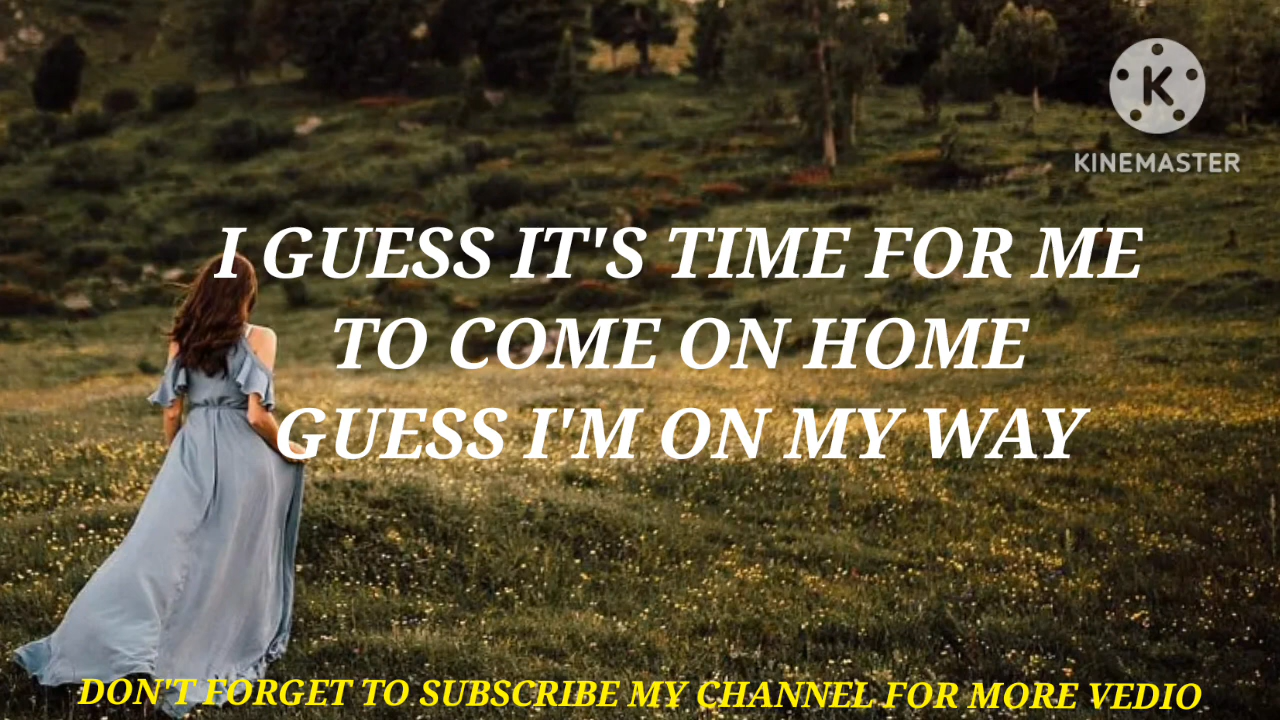 KINEMASTER
I GUESS IT'S TIME FOR ME
TO COME ON HOME
GUESS I'M ON MY WAY
DON'T FORGET TO SUBSCRIBE MY CHANNEL FOR MORE VEDIO